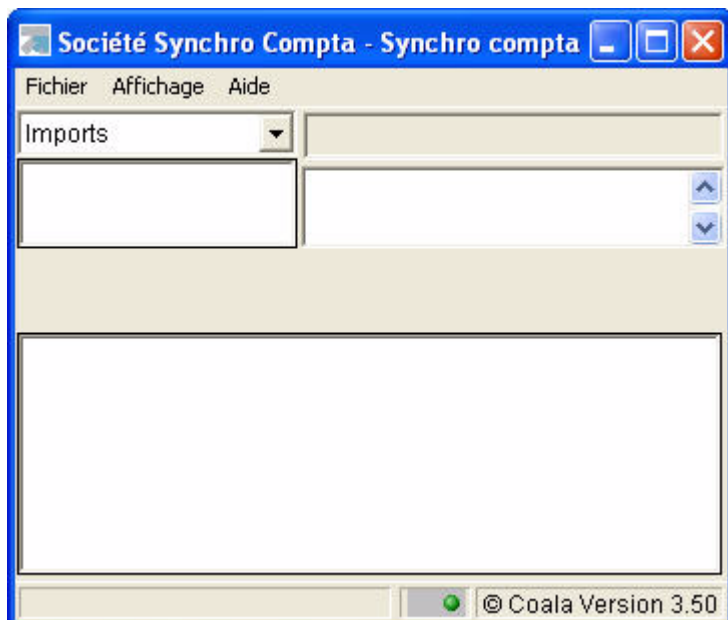 Société Synchro Compta - Synchro compta
Fichier Affichage Aide
Imports
© Coala Version 3.50